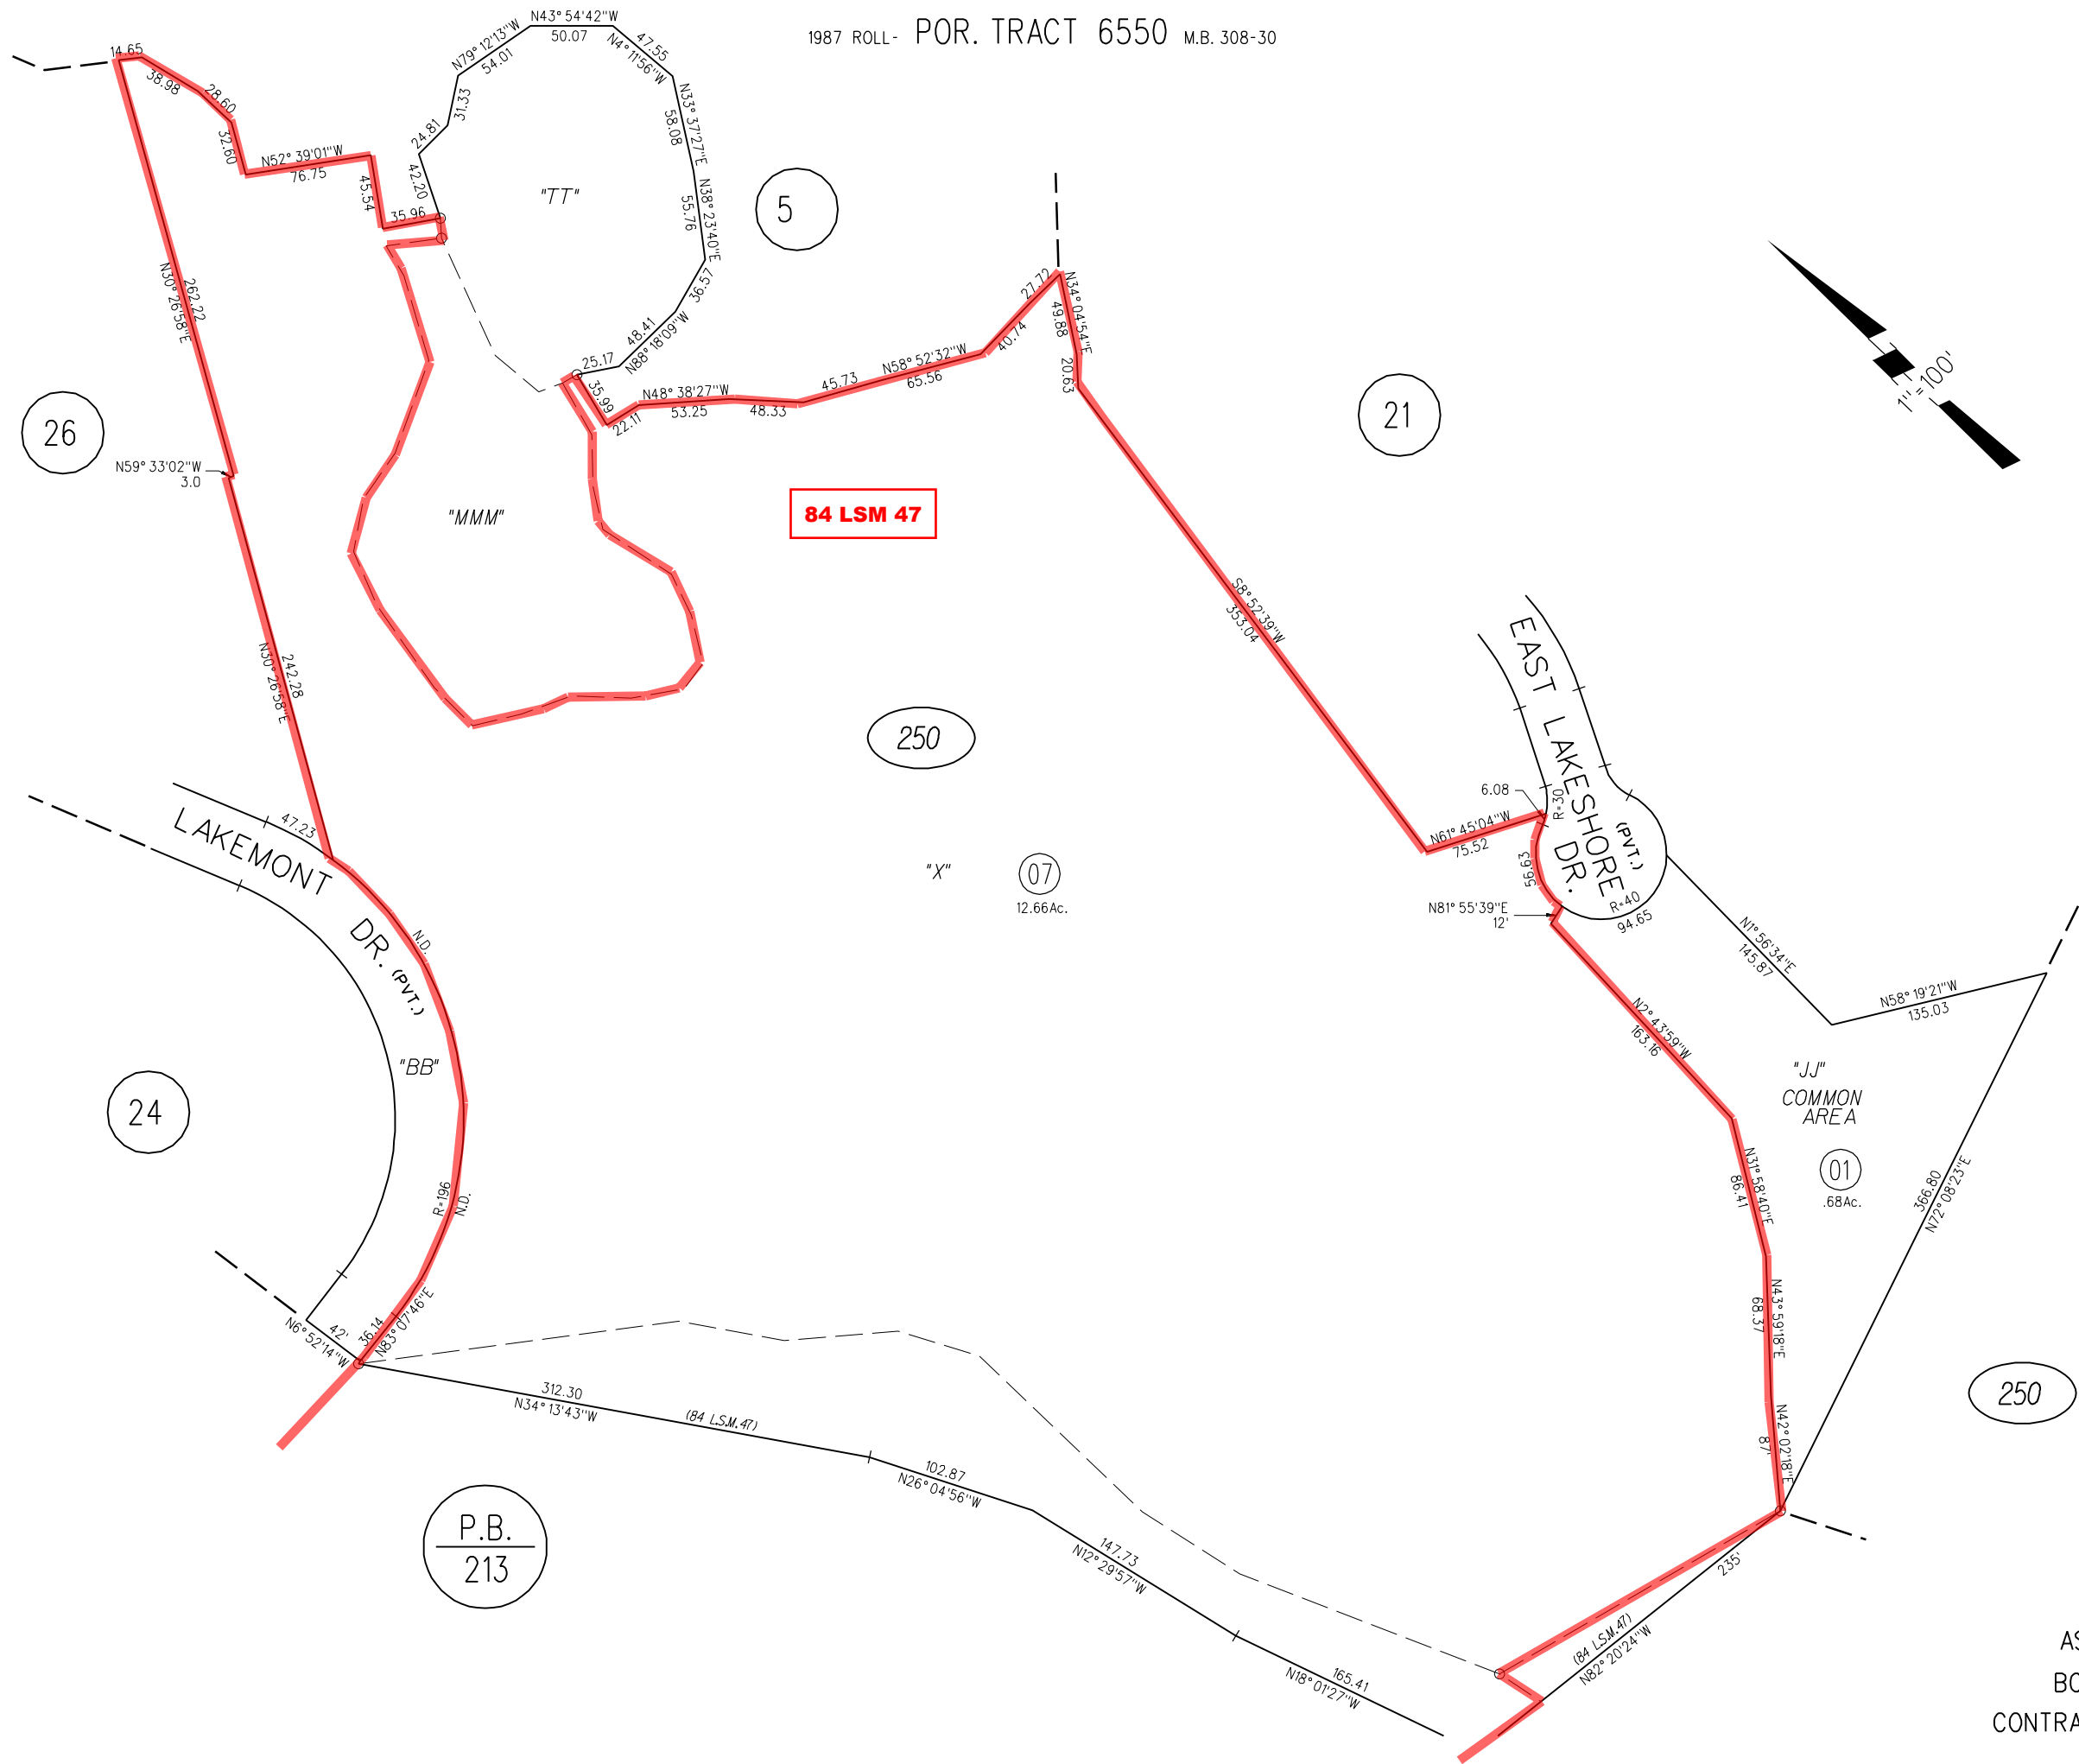 1987 ROLL- POR. TRACT 6550 M.B. 308-30
14.65
38.98
28.60
32.60
N52°39'01"W
76.75
45.54
35.96
42.20
24.81
31.33
N79°12'13"W
54.01
N43°54'42"W
50.07
47.55
N4°11'56"W
N33°37'27"E
58.08
N38°23'40"E
55.76
36.57
48.41
N88°18'09"W
25.17
35.99
22.11
N48°38'27"W
53.25
48.33
45.73
N58°52'32"W
65.56
40.74
27.72
N34°04'54"E
49.88
20.63
"TT"
5
21
1"=100'
26
262.22
N30°26'58"E
N59°33'02"W
3.0
"MMM"
84 LSM 47
242.28
N30°26'58"E
S8°52'39"W
353.04
250
EAST LAKESHORE
DR.
(PVT.)
6.08
R=30
N61°45'04"W
75.52
56.63
N81°55'39"E
12'
R=40
94.65
47.23
LAKEMONT DR. (PVT.)
N.D.
"X"
07
12.66Ac.
N1°56'34"E
145.87
N58°19'21"W
135.03
N2°43'59"W
163.16
"BB"
24
"JJ"
COMMON
AREA
01
.68Ac.
N31°58'40"E
86.41
366.80
N72°08'23"E
R=196
N.D.
36.14
N83°07'46"E
42'
N6°52'14"W
N43°59'18"E
68.37
N42°02'18"E
87'
250
312.30
N34°13'43"W
(84 L.S.M. 47)
102.87
N26°04'56"W
147.73
N12°29'57"W
165.41
N18°01'27"W
P.B.
213
235'
(84 L.S.M. 47)
N82°20'24"W
AS
BO
CONTRA